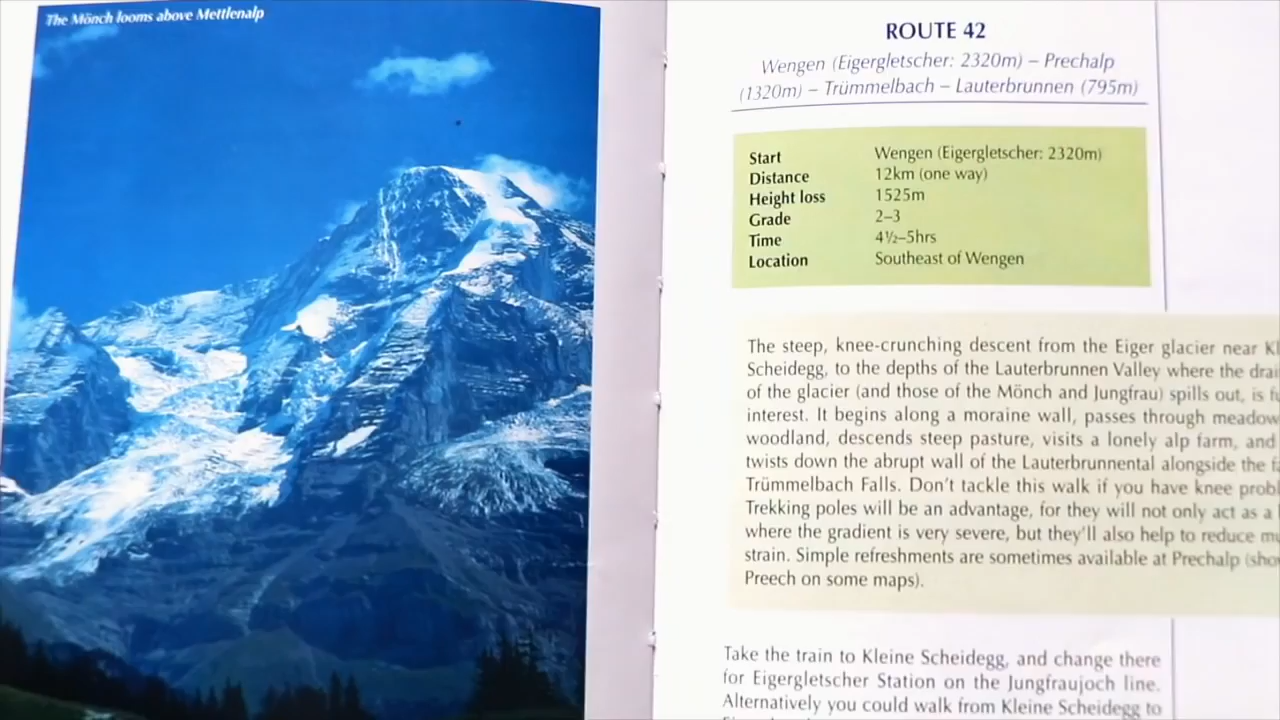 The Mönch looms above Mettlenalp
ROUTE 42
Wengen (Eigergletscher: 2320m) – Prechalp
(1320m) – Trümmelbach – Lauterbrunnen (795m)
Start Wengen (Eigergletscher: 2320m)
Distance 12km (one way)
Height loss 1525m
Grade 2–3
Time 4½–5hrs
Location Southeast of Wengen
The steep, knee-crunching descent from the Eiger glacier near
Scheidegg, to the depths of the Lauterbrunnen Valley where the
of the glacier (and those of the Mönch and Jungfrau) spills out, is
interest. It begins along a moraine wall, passes through
woodland, descends steep pasture, visits a lonely alp farm, and
twists down the abrupt wall of the Lauterbrunnental alongside the
Trümmelbach Falls. Don't tackle this walk if you have knee
Trekking poles will be an advantage, for they will not only act as a
where the gradient is very severe, but they'll also help to reduce
strain. Simple refreshments are sometimes available at Prechalp
Preech on some maps).
Take the train to Kleine Scheidegg, and change there
for Eigergletscher Station on the Jungfraujoch line.
Alternatively you could walk from Kleine Scheidegg to